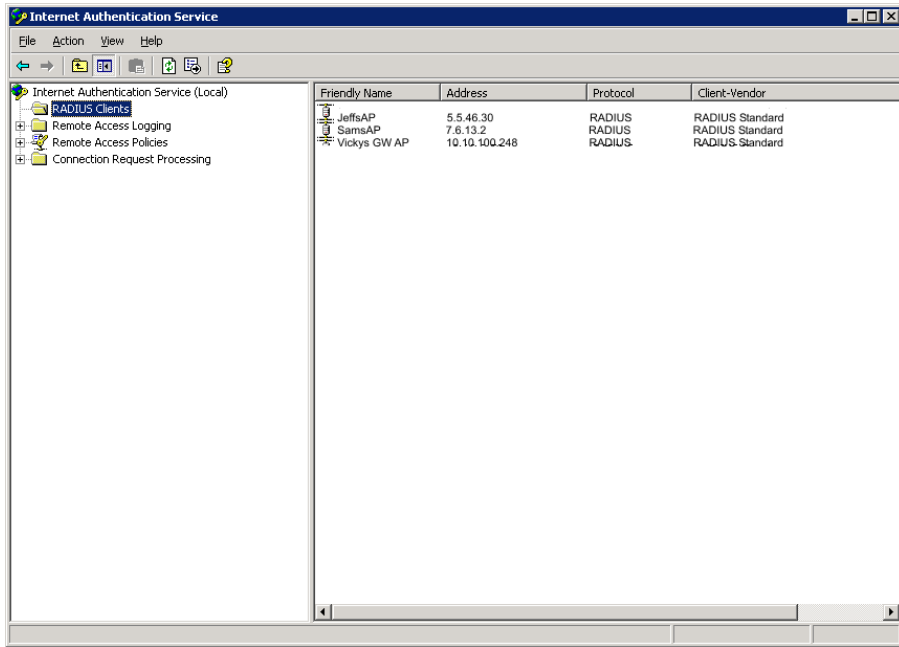 Internet Authentication Service
File Action View Help
Internet Authentication Service (Local)
RADIUS Clients
Remote Access Logging
Remote Access Policies
Connection Request Processing
Friendly Name Address Protocol Client-Vendor
JeffsAP 5.5.46.30 RADIUS RADIUS Standard
SamsAP 7.6.13.2 RADIUS RADIUS Standard
Vickys GW AP 10.10.100.248 RADIUS RADIUS Standard